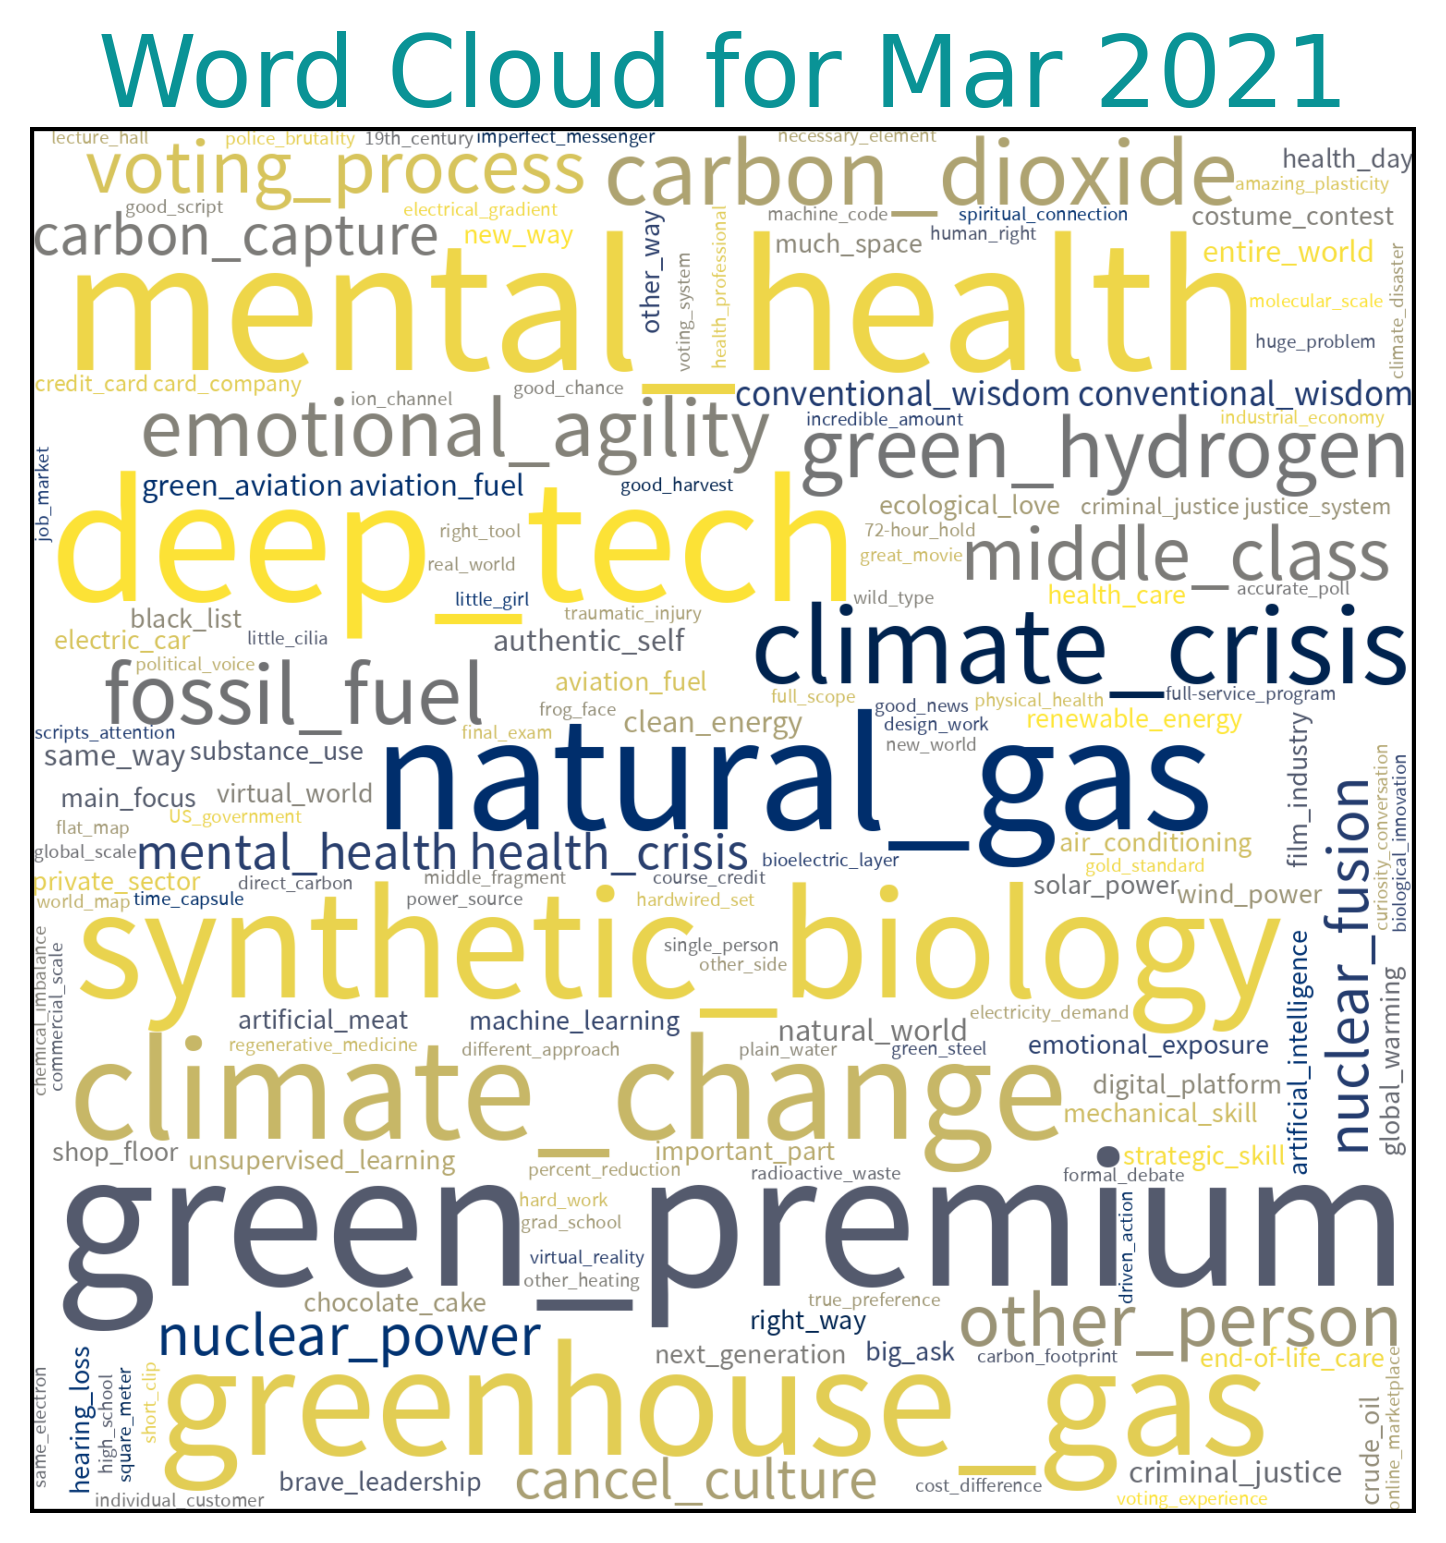 Word Cloud for Mar 2021
lecture_hall
police_brutality
19th_century
imperfect_messenger
necessary_element
voting_process
carbon_dioxide
health_day
amazing_plasticity
good_script
electrical_gradient
machine_code
spiritual_connection
costume_contest
carbon_capture
new_way
other_way
voting_system
health_professional
much_space
human_right
entire_world
climate_disaster
mental_health
molecular_scale
huge_problem
credit_card card_company
good_chance
conventional_wisdom conventional_wisdom
ion_channel
emotional_agility
incredible_amount
industrial_economy
green_hydrogen
job_market
green_aviation aviation_fuel
good_harvest
ecological_love
criminal_justice justice_system
deep_tech
right_tool
72-hour_hold
great_movie
middle_class
real_world
little_girl
wild_type
health_care
accurate_poll
black_list
traumatic_injury
climate_crisis
electric_car
little_cilia
authentic_self
political_voice
fossil_fuel
aviation_fuel
full_scope
physical_health
full-service_program
frog_face
clean_energy
good_news
design_work
renewable_energy
scripts_attention
final_exam
new_world
film_industry
same_way
substance_use
natural_gas
main_focus
virtual_world
US_government
flat_map
nuclear_fusion
curiosity_conversation
biological_innovation
global_scale
mental_health health_crisis
bioelectric_layer
air_conditioning
gold_standard
private_sector
direct_carbon
middle_fragment
course_credit
solar_power
wind_power
world_map
time_capsule
power_source
hardwired_set
synthetic_biology
single_person
other_side
chemical_imbalance
commercial_scale
artificial_intelligence
global_warming
artificial_meat
machine_learning
electricity_demand
natural_world
regenerative_medicine
different_approach
plain_water
green_steel
emotional_exposure
climate_change
digital_platform
mechanical_skill
shop_floor
unsupervised_learning
important_part
strategic_skill
percent_reduction
radioactive_waste
formal_debate
green_premium
hard_work
grad_school
driven_action
virtual_reality
other_heating
chocolate_cake
true_preference
other_person
nuclear_power
right_way
next_generation
big_ask
carbon_footprint
end-of-life_care
same_electron
hearing_loss
high_school
square_meter
short_clip
greenhouse_gas
crude_oil
online_marketplace
brave_leadership
cancel_culture
cost_difference
criminal_justice
individual_customer
voting_experience